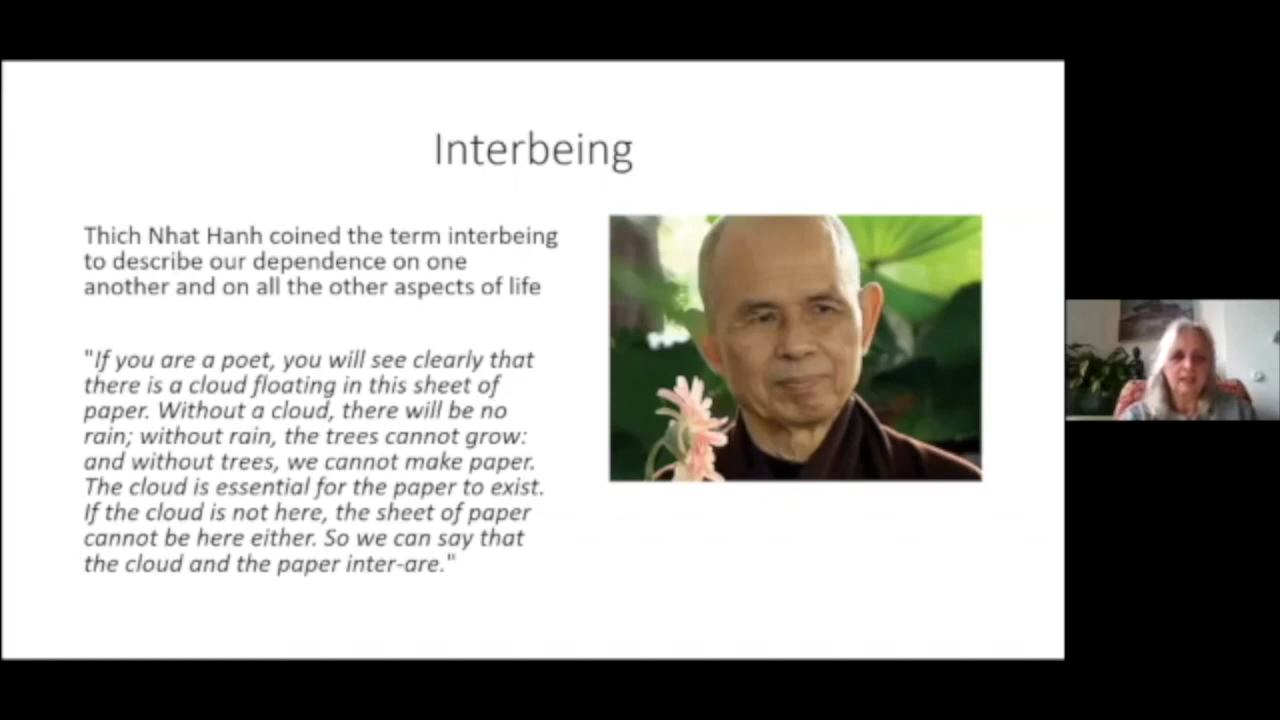 Interbeing
Thich Nhat Hanh coined the term interbeing
to describe our dependence on one
another and on all the other aspects of life
"If you are a poet, you will see clearly that
there is a cloud floating in this sheet of
paper. Without a cloud, there will be no
rain; without rain, the trees cannot grow:
and without trees, we cannot make paper.
The cloud is essential for the paper to exist.
If the cloud is not here, the sheet of paper
cannot be here either. So we can say that
the cloud and the paper inter-are."